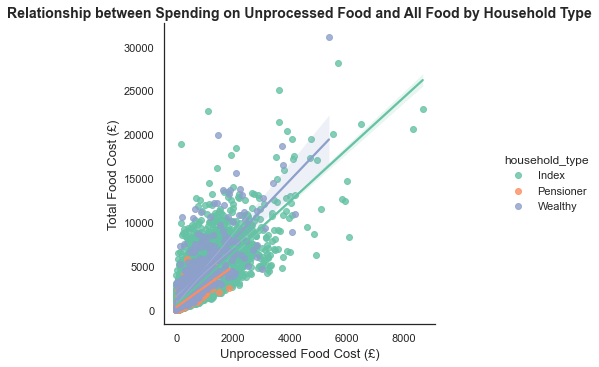 Relationship between Spending on Unprocessed Food and All Food by Household Type
30000
25000
20000
15000
10000
5000
0
Total Food Cost (£)
0 2000 4000 6000 8000
Unprocessed Food Cost (£)
household_type
Index
Pensioner
Wealthy